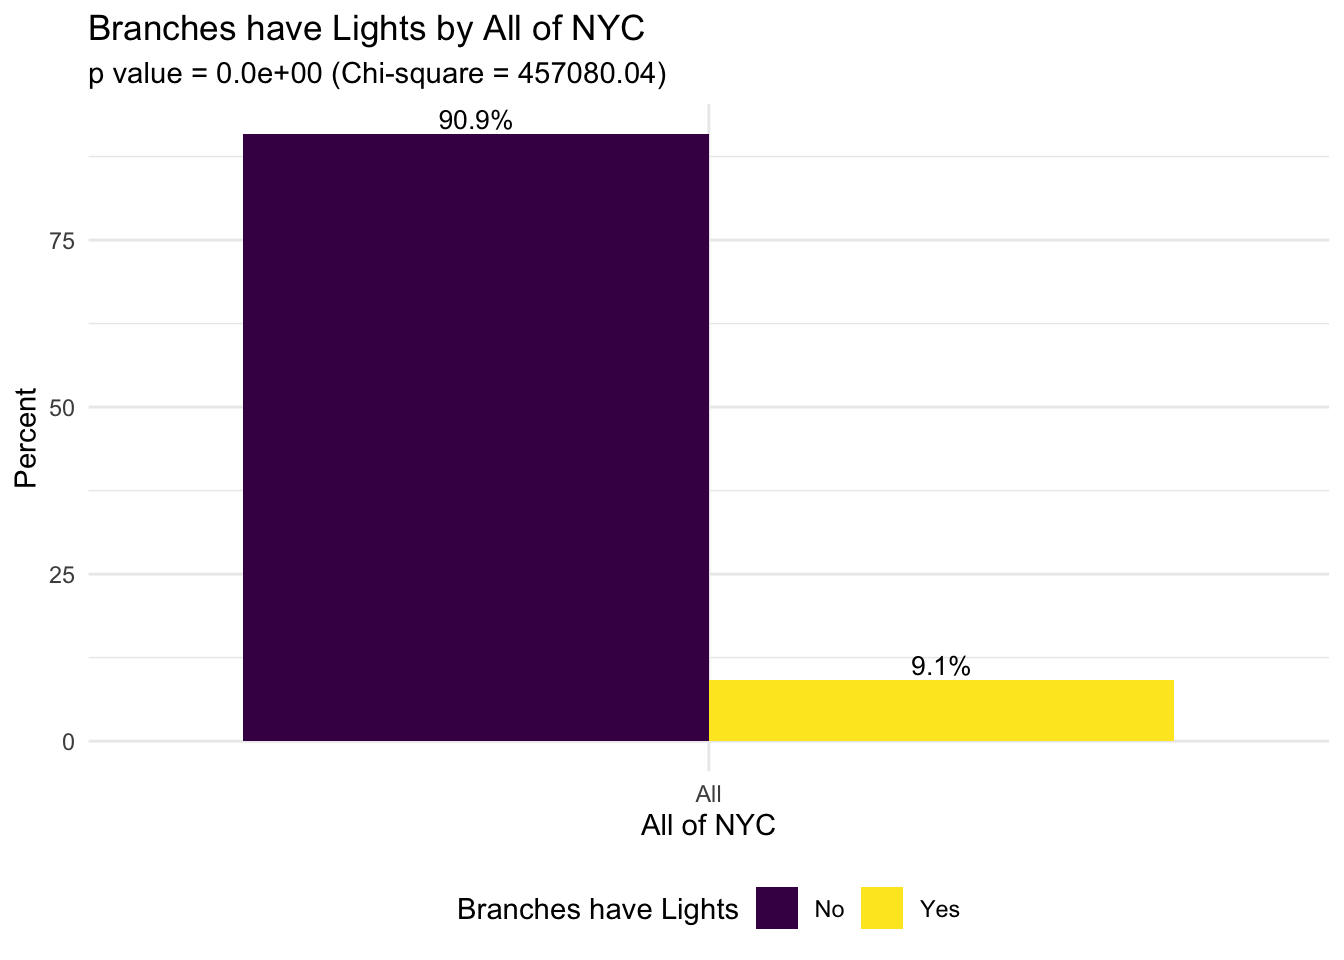 Branches have Lights by All of NYC
p value = 0.0e+00 (Chi-square = 457080.04)
90.9%
75
50
25
0
Percent
9.1%
All
All of NYC
Branches have Lights No Yes